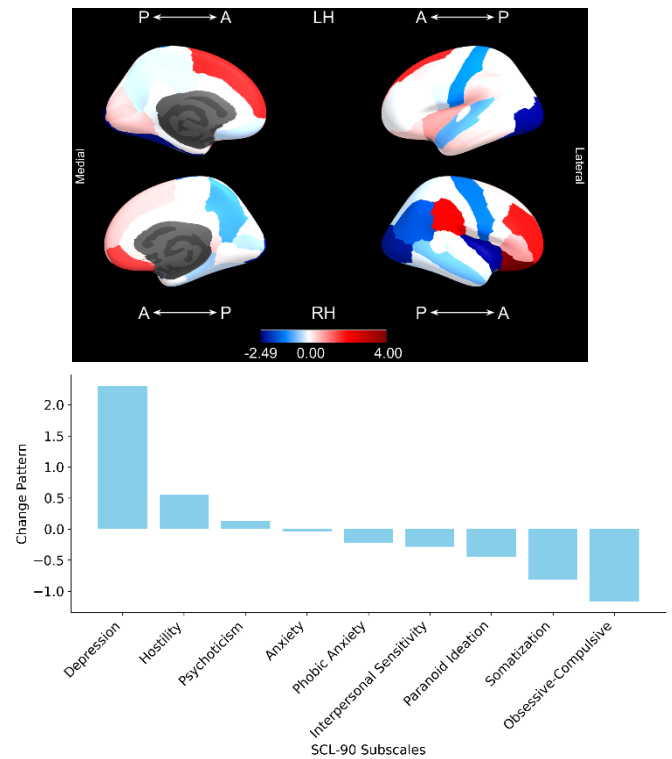 P A LH A P
Medial
Lateral
A P RH P A
-2.49 0.00 4.00
2.0
1.5
1.0
0.5
0.0
−0.5
−1.0
Change Pattern
Depression
Hostility
Psychoticism
Anxiety
Phobic Anxiety
Interpersonal Sensitivity
Paranoid Ideation
Somatization
Obsessive-Compulsive
SCL-90 Subscales